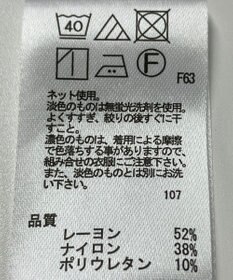 40
F
F63
ネット使用。
淡色のものは無蛍光洗剤を使用。
よくすすぎ、絞りの後すぐに干
すこと。
濃色のものは、着用による摩擦
で色落ちする事がありますので、
組み合せの衣服にご注意下さい。
また、淡色のものとは別にお洗
い下さい。
107
品質
レーヨン 52%
ナイロン 38%
ポリウレタン 10%